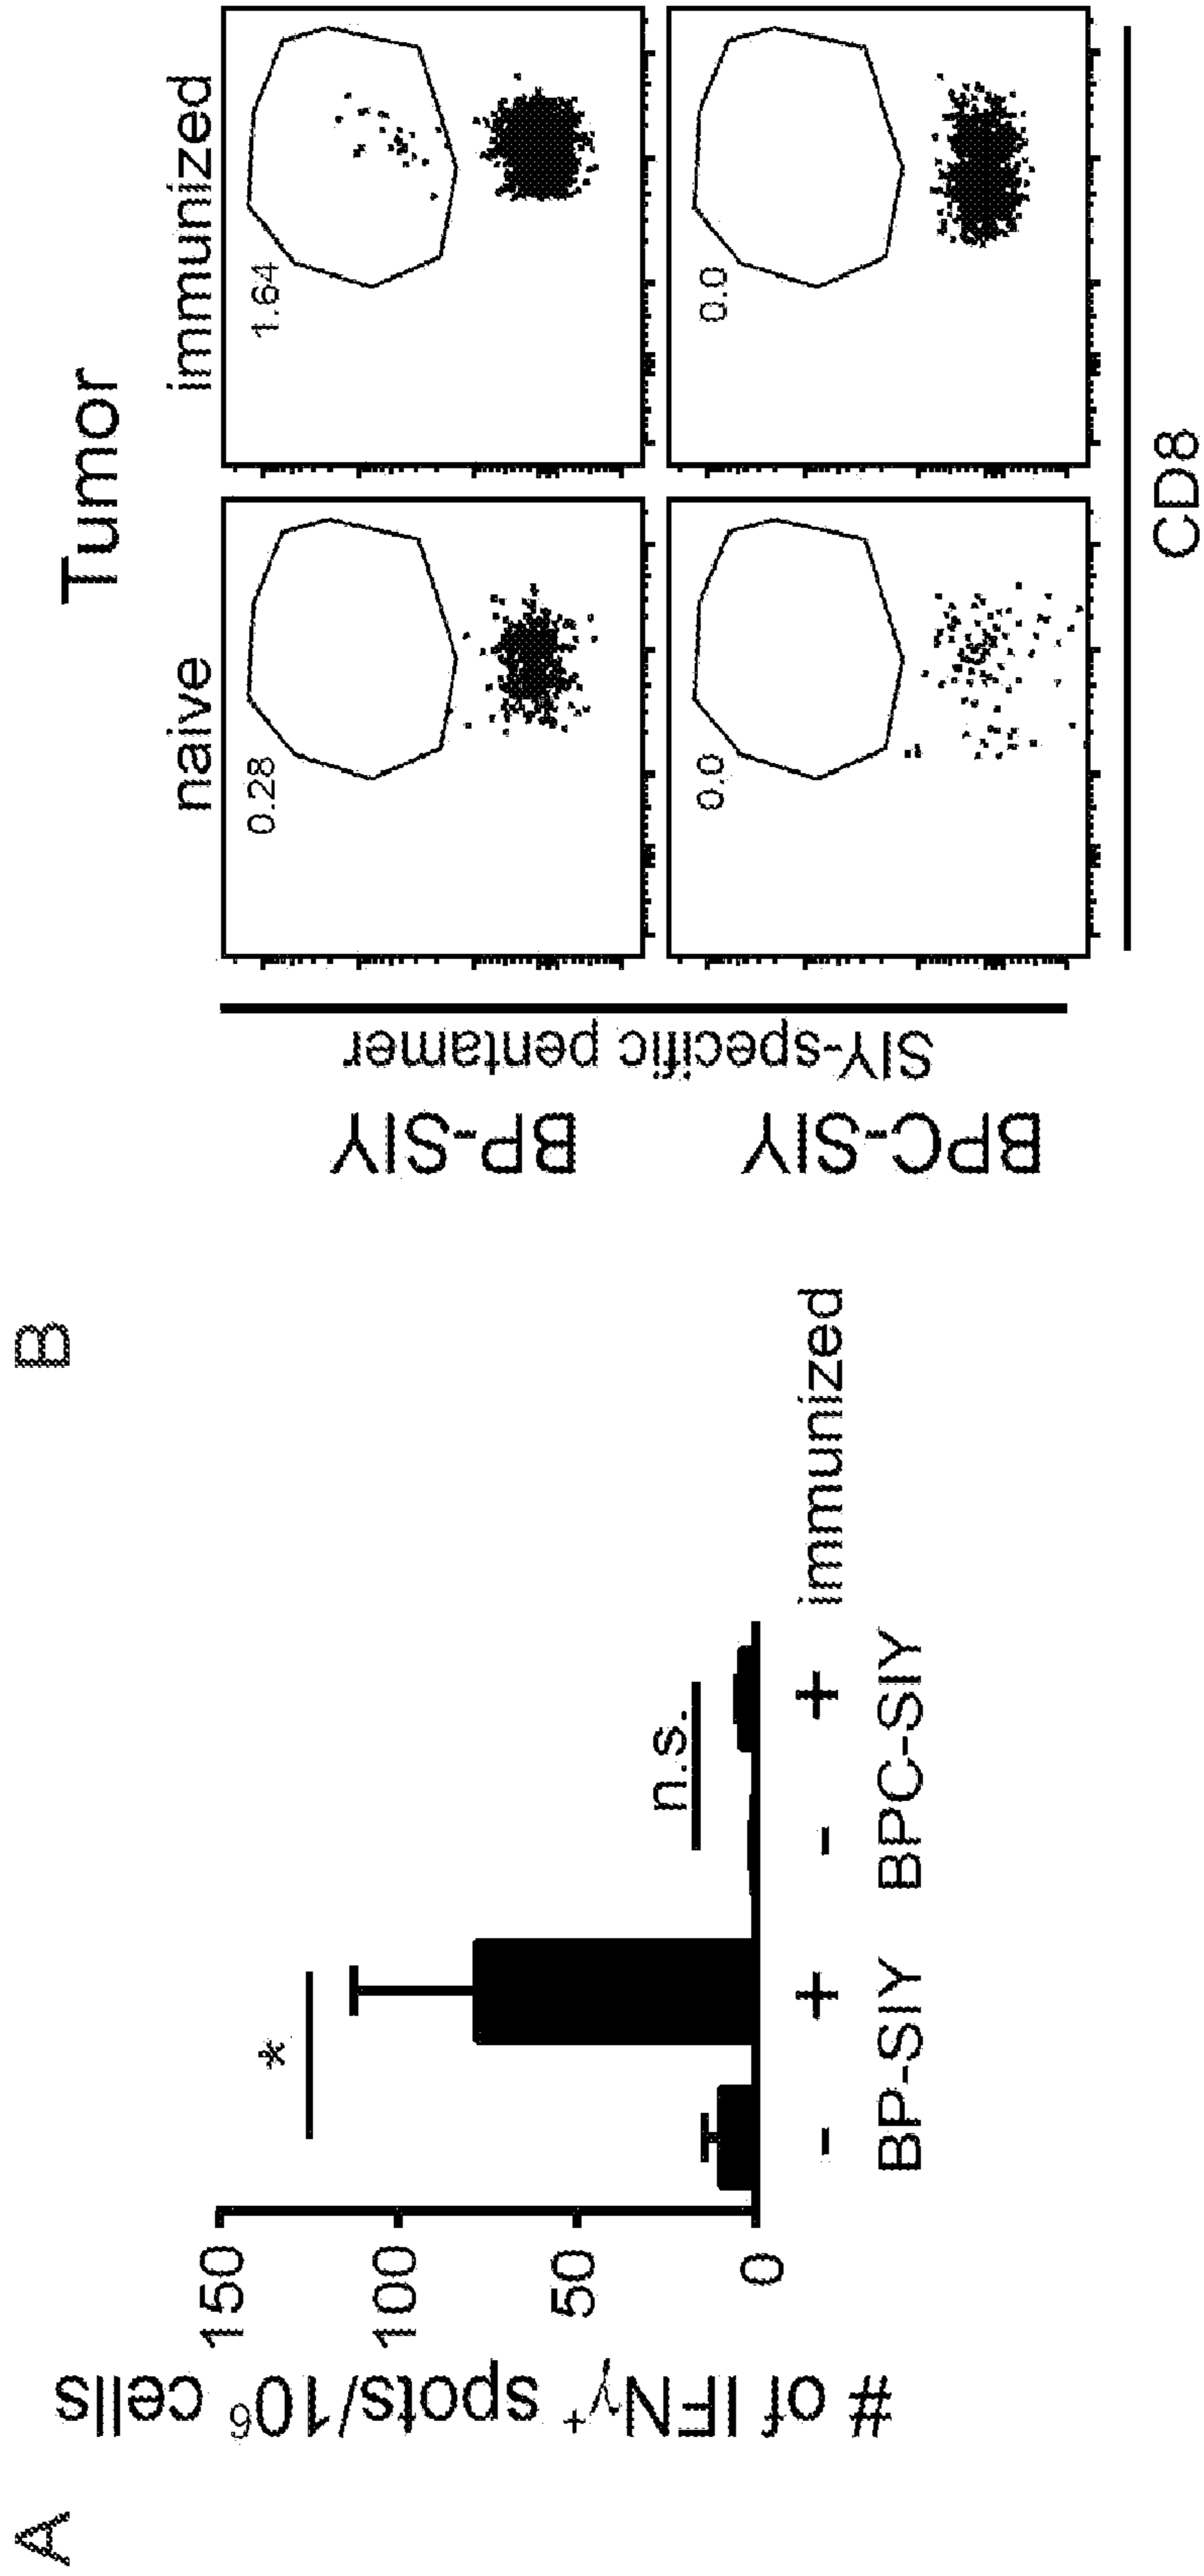 A
# of IFNγ⁺ spots/10⁶ cells
150
100
50
0
*
n.s.
- + - + immunized
BP-SIY BPC-SIY
B
Tumor
naive immunized
BP-SIY
BPC-SIY
SIY-specific pentamer
0.28
1.64
0.0
0.0
CD8